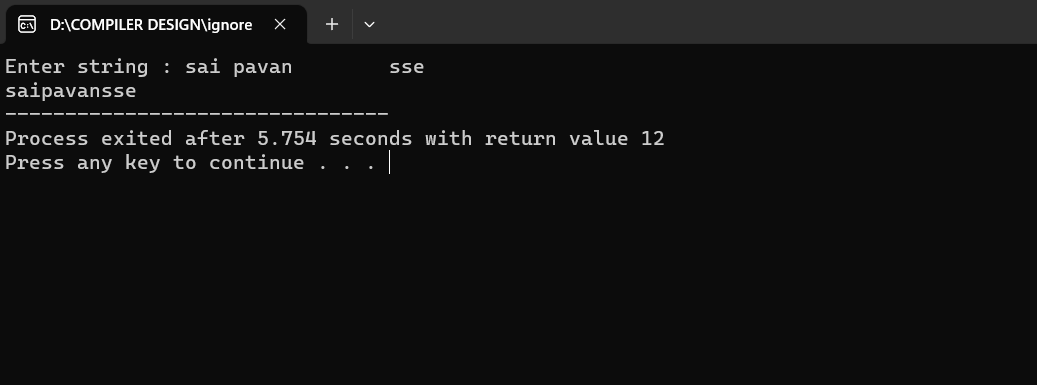 D:\COMPILER DESIGN\ignore
Enter string : sai pavan        sse
saipavansse
--------------------------------
Process exited after 5.754 seconds with return value 12
Press any key to continue . . .